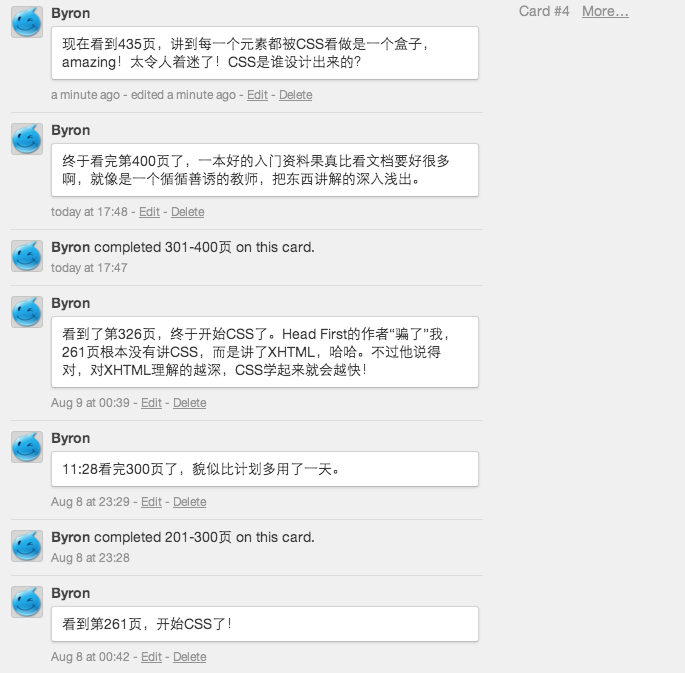 Byron
现在看到435页，讲到每一个元素都被CSS看做是一个盒子，
amazing！太令人着迷了！CSS是谁设计出来的？
a minute ago - edited a minute ago - Edit - Delete
Card #4 More...
Byron
终于看完第400页了，一本好的入门资料果真比看文档要好很多
啊，就像是一个循循善诱的教师，把东西讲解的深入浅出。
today at 17:48 - Edit - Delete
Byron completed 301-400页 on this card.
today at 17:47
Byron
看到了第326页，终于开始CSS了。Head First的作者“骗了”我，
261页根本没有讲CSS，而是讲了XHTML，哈哈。不过他说得
对，对XHTML理解的越深，CSS学起来就会越快！
Aug 9 at 00:39 - Edit - Delete
Byron
11:28看完300页了，貌似比计划多用了一天。
Aug 8 at 23:29 - Edit - Delete
Byron completed 201-300页 on this card.
Aug 8 at 23:28
Byron
看到第261页，开始CSS了！
Aug 8 at 00:42 - Edit - Delete